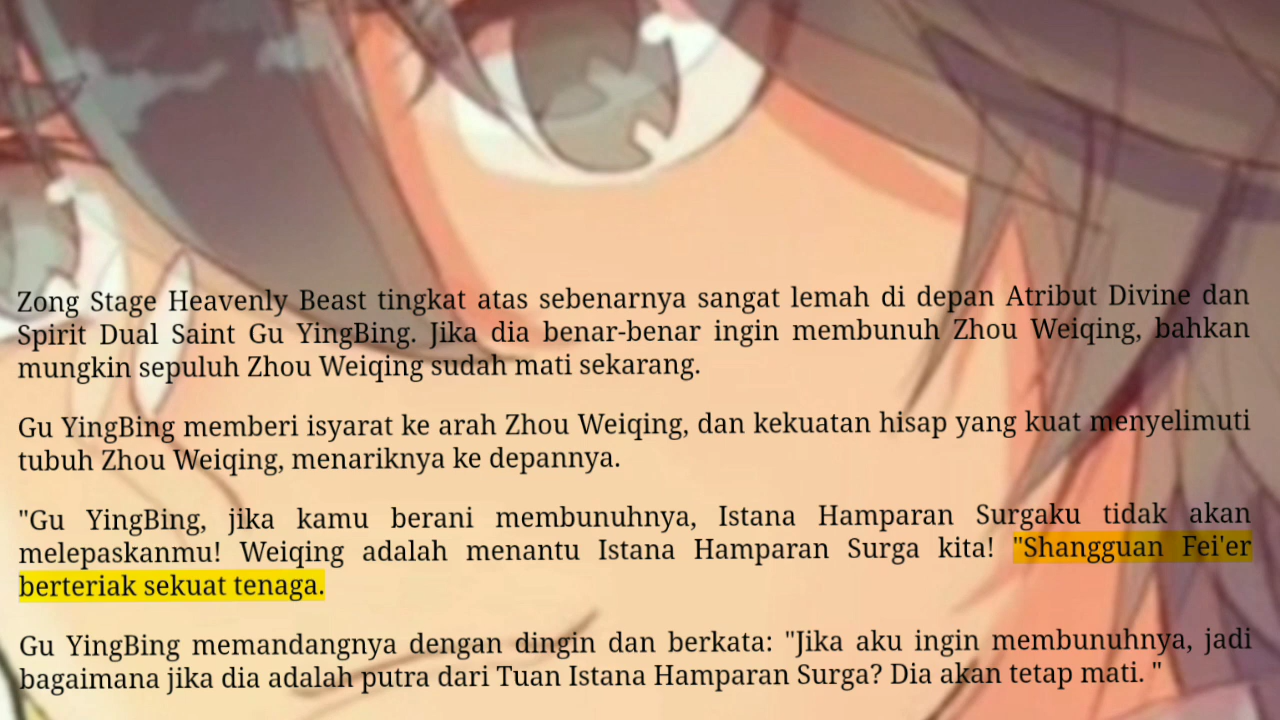 Zong Stage Heavenly Beast tingkat atas sebenarnya sangat lemah di depan Atribut Divine dan
Spirit Dual Saint Gu YingBing. Jika dia benar-benar ingin membunuh Zhou Weiqing, bahkan
mungkin sepuluh Zhou Weiqing sudah mati sekarang.
Gu YingBing memberi isyarat ke arah Zhou Weiqing, dan kekuatan hisap yang kuat menyelimuti
tubuh Zhou Weiqing, menariknya ke depannya.
"Gu YingBing, jika kamu berani membunuhnya, Istana Hamparan Surgaku tidak akan
melepaskanmu! Weiqing adalah menantu Istana Hamparan Surga kita! "Shangguan Fei'er
berteriak sekuat tenaga.
Gu YingBing memandangnya dengan dingin dan berkata: "Jika aku ingin membunuhnya, jadi
bagaimana jika dia adalah putra dari Tuan Istana Hamparan Surga? Dia akan tetap mati. "